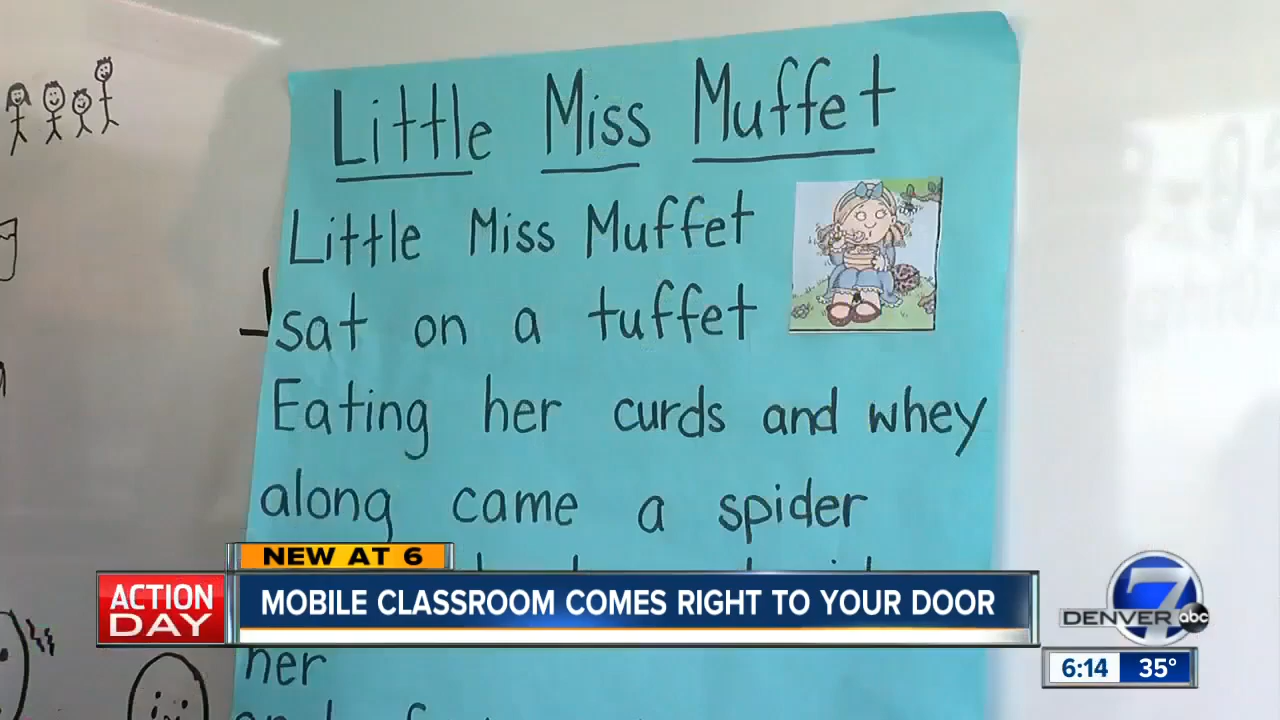 Little Miss Muffet
Little Miss Muffet
sat on a tuffet
Eating her curds and whey
along came a spider
NEW AT 6
ACTION DAY
MOBILE CLASSROOM COMES RIGHT TO YOUR DOOR
DENVER 7 abc
6:14 35°
her